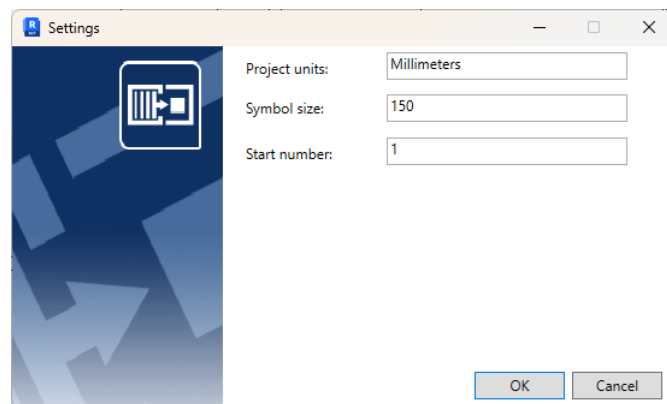 R
Settings
Project units: Millimeters
Symbol size: 150
Start number: 1
OK Cancel